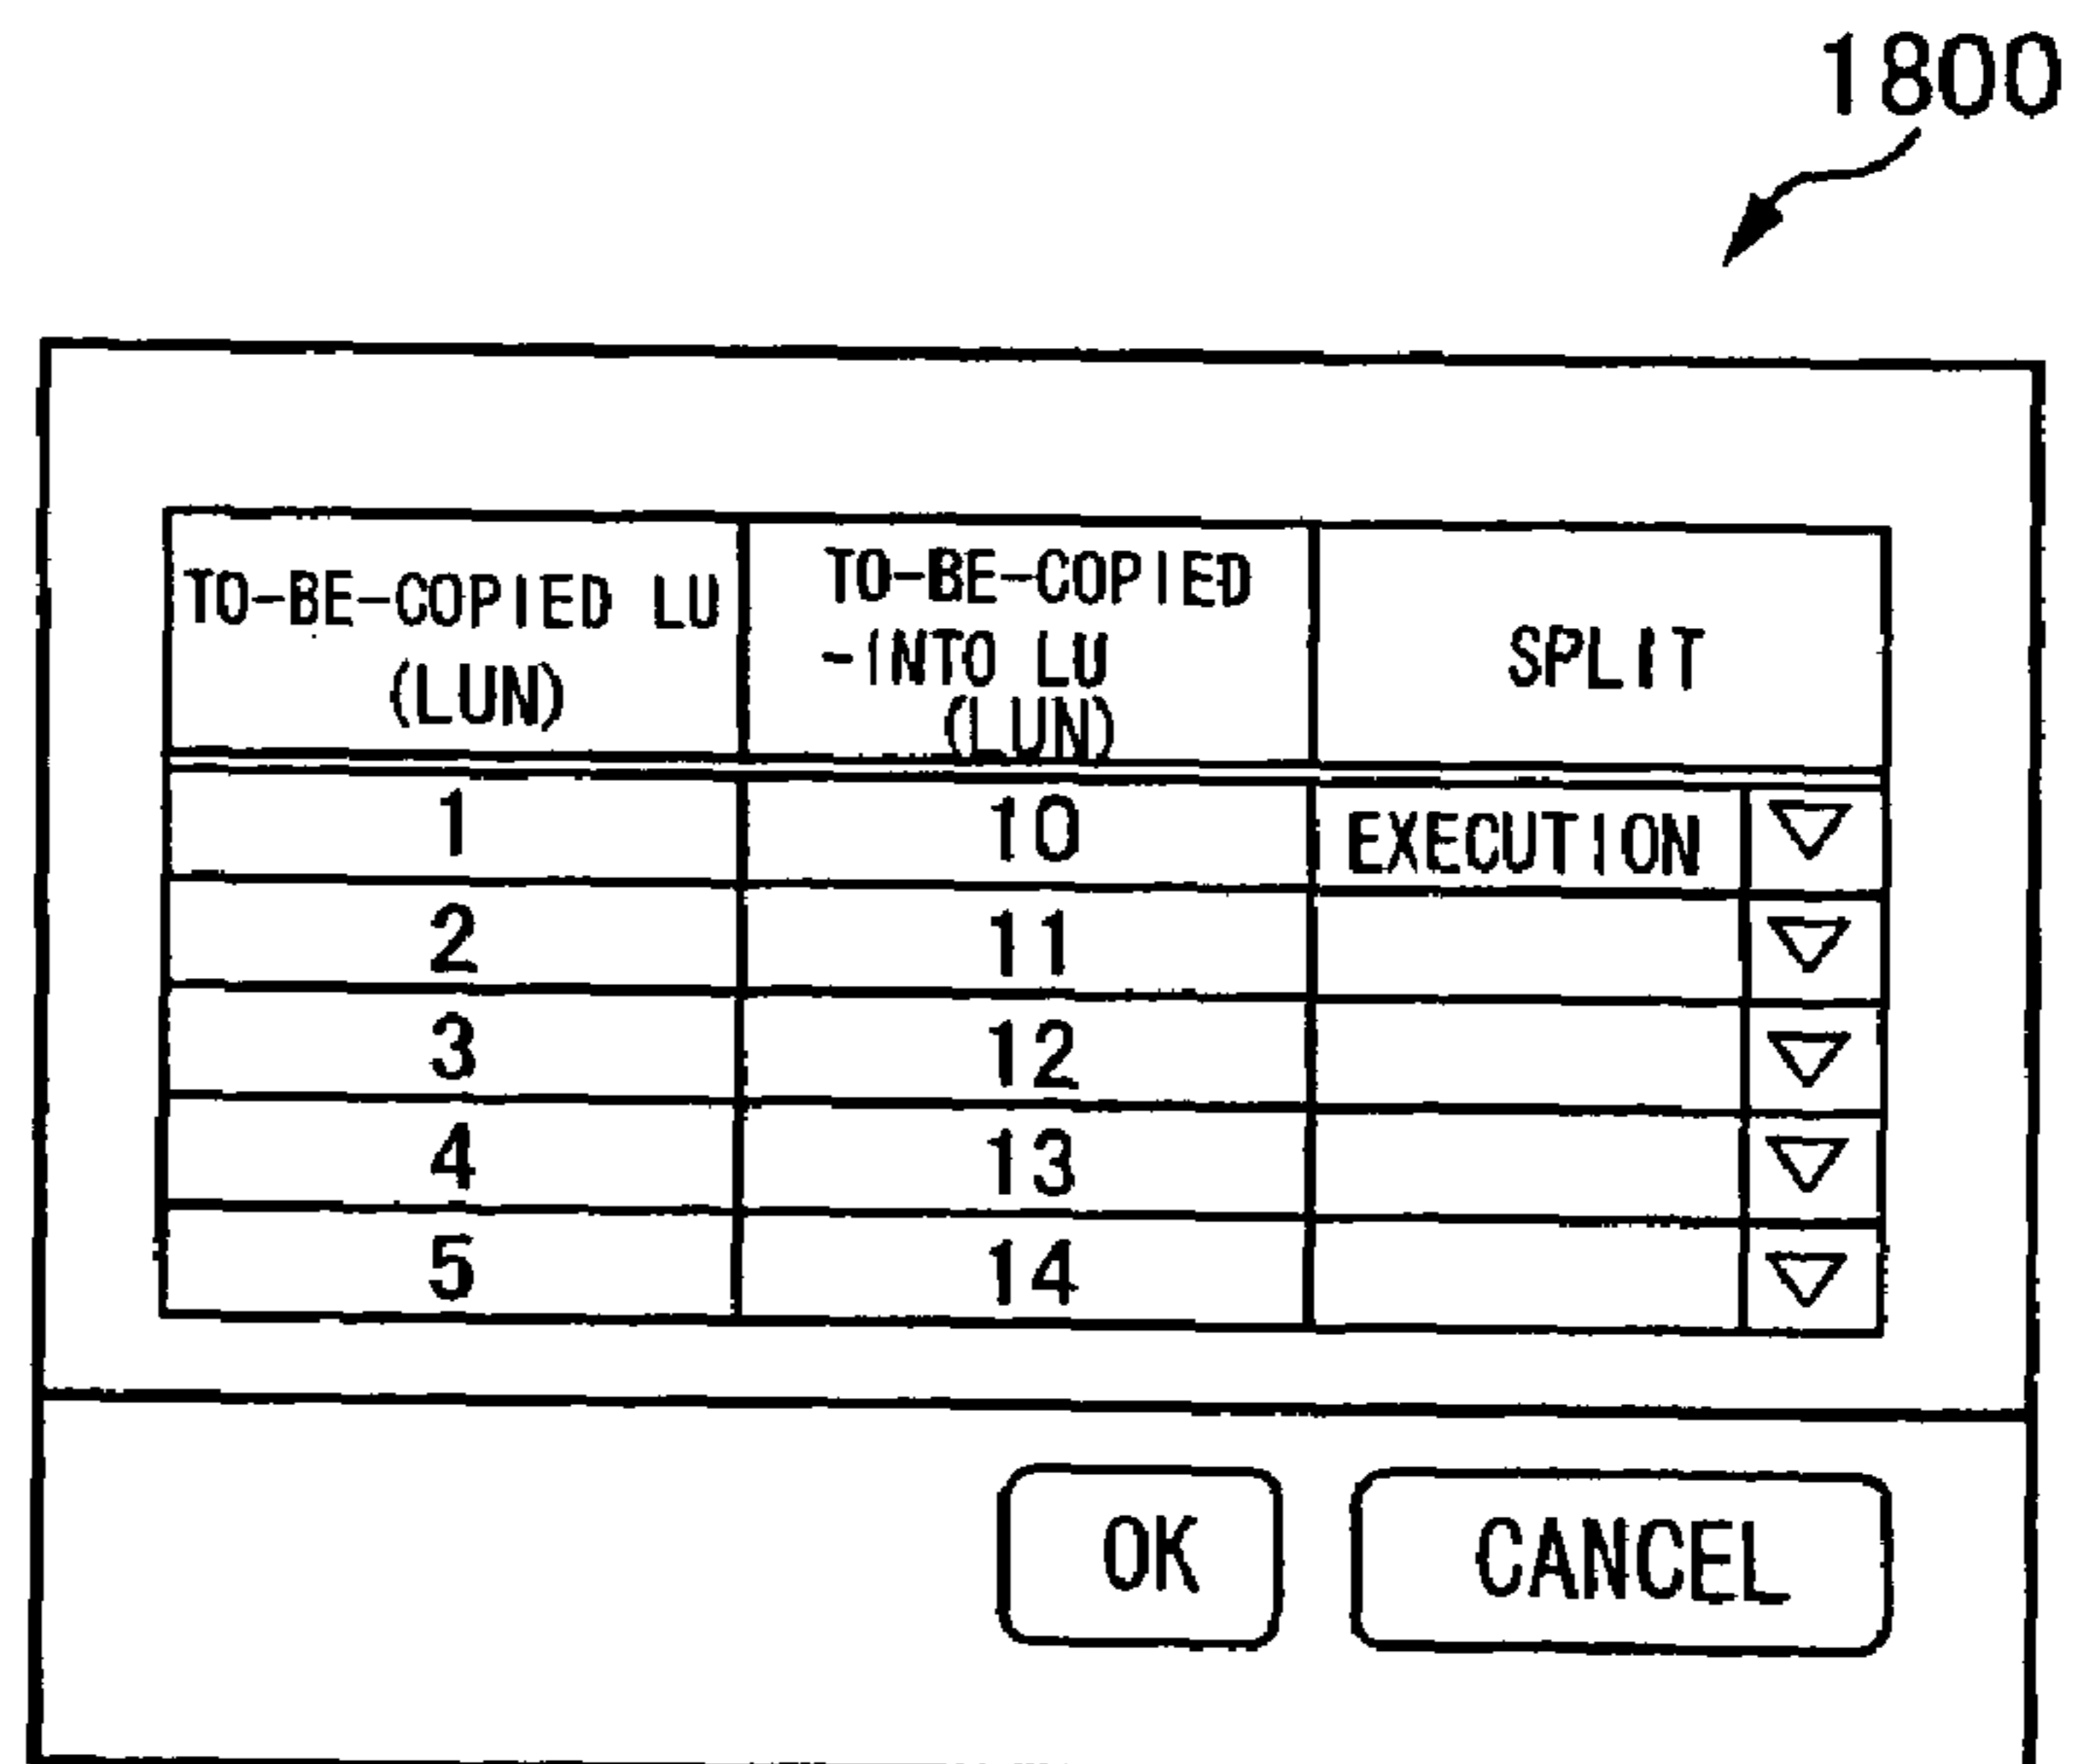 1800
TO-BE-COPIED LU
(LUN)
TO-BE-COPIED
-INTO LU
(LUN)
SPLIT
1 10 EXECUTION
2 11
3 12
4 13
5 14
OK CANCEL